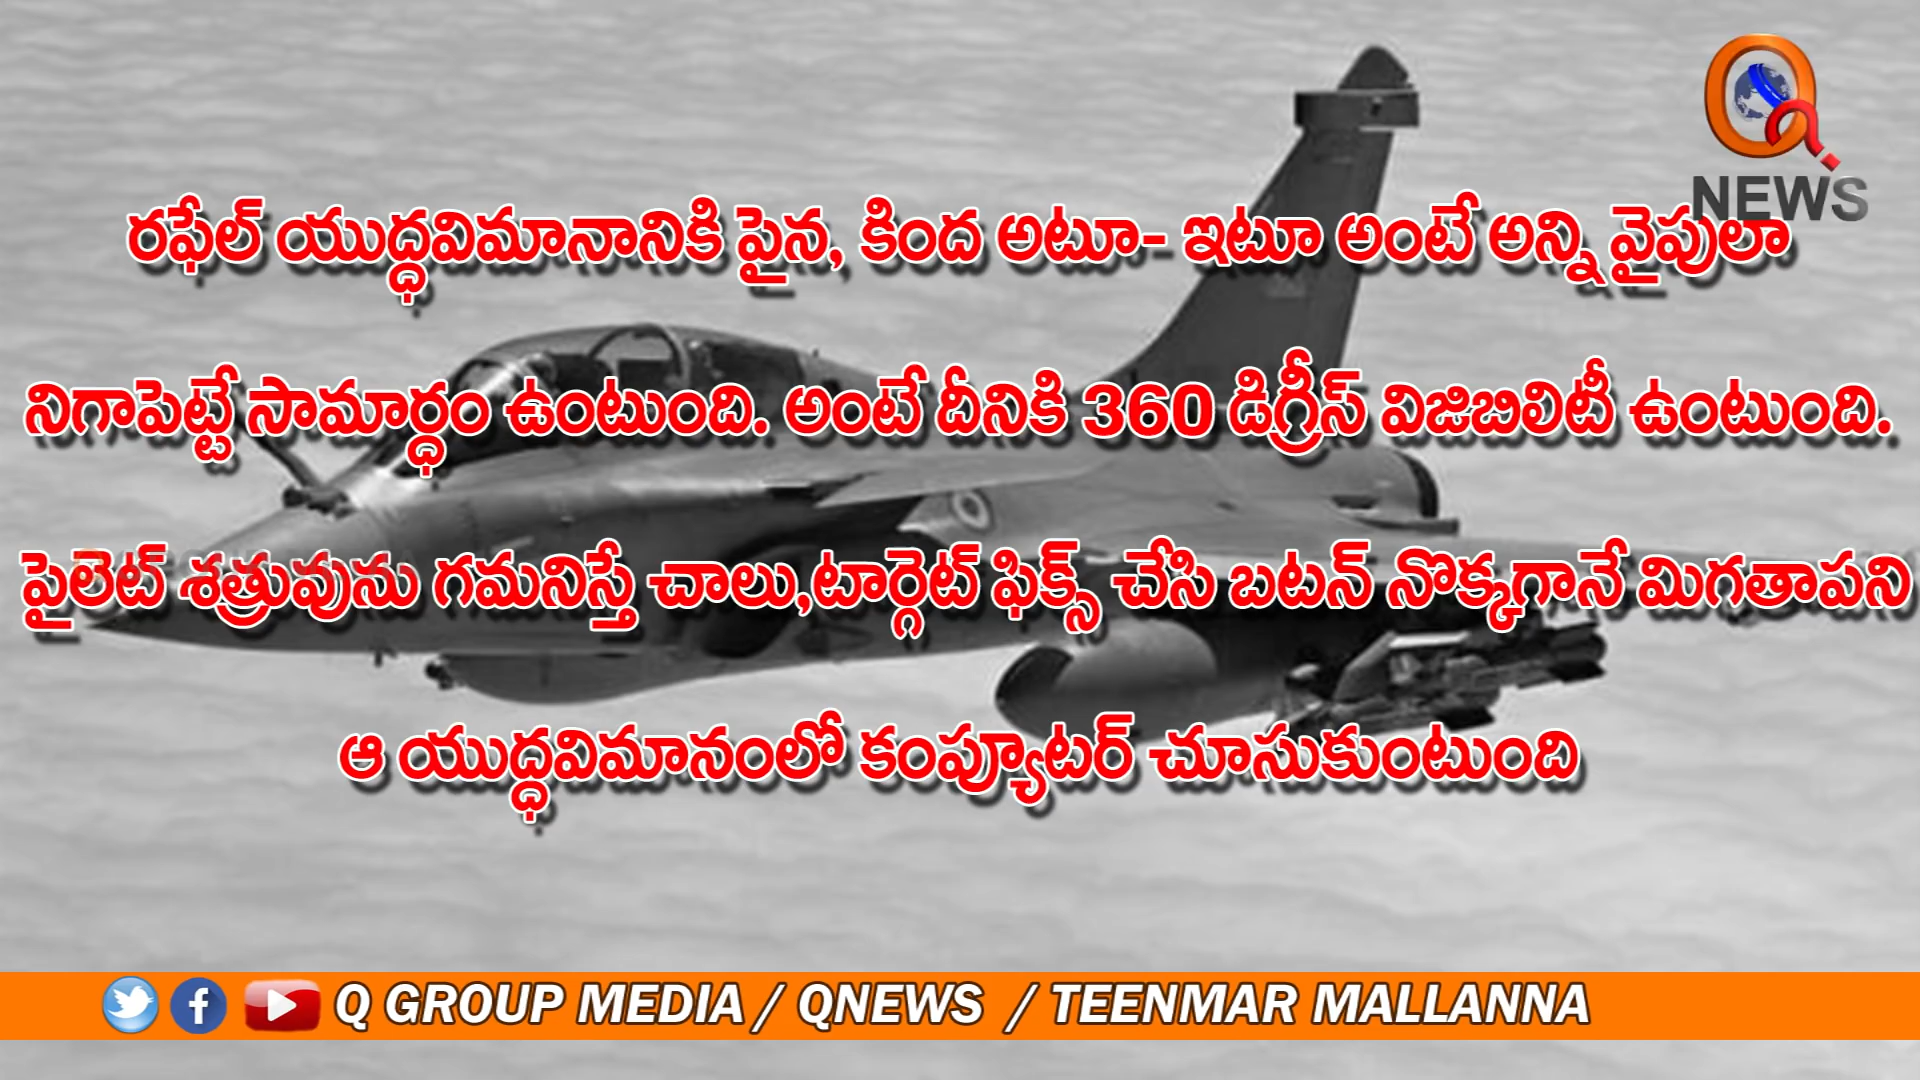 NEWS
రఫేల్ యుద్ధవిమానానికి పైన, కింద అటూ- ఇటూ అంటే అన్ని వైపులా
నిగాపెట్టే సామార్ధం ఉంటుంది. అంటే దీనికి 360 డిగ్రీస్ విజిబిలిటీ ఉంటుంది.
పైలెట్ శత్రువును గమనిస్తే చాలు,టార్గెట్ ఫిక్స్ చేసి బటన్ నొక్కగానే మిగతాపని
ఆ యుద్ధవిమానంలో కంప్యూటర్ చూసుకుంటుంది
Q GROUP MEDIA / QNEWS / TEENMAR MALLANNA